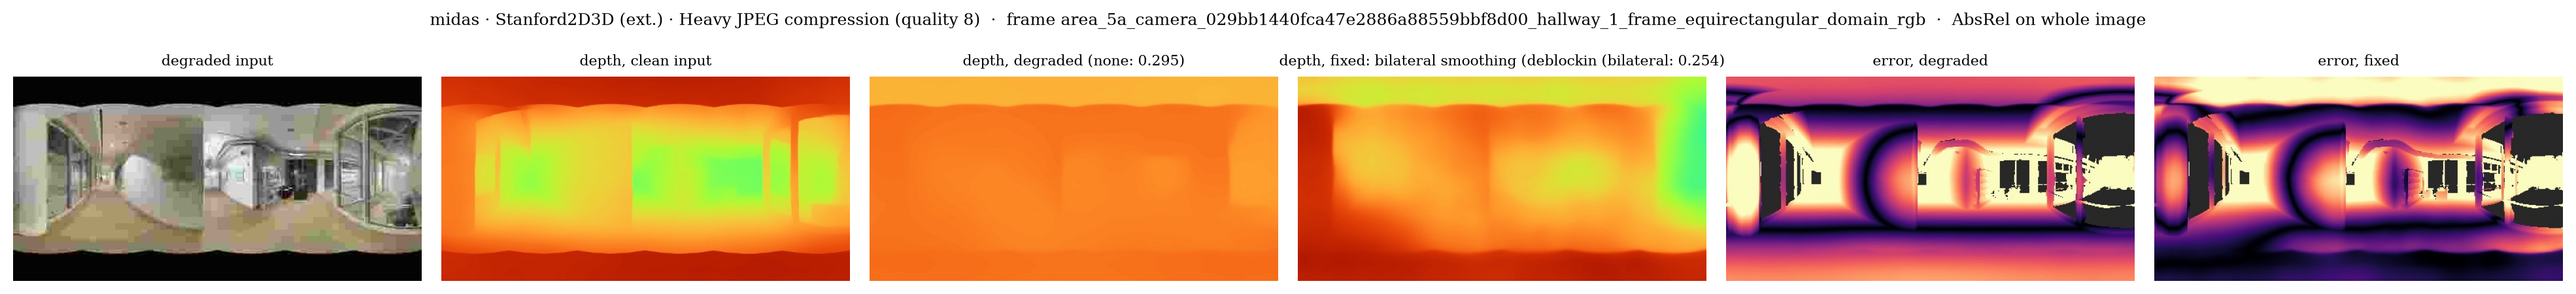 midas · Stanford2D3D (ext.) · Heavy JPEG compression (quality 8) · frame area_5a_camera_029bb1440fca47e2886a88559bbf8d00_hallway_1_frame_equirectangular_domain_rgb · AbsRel on whole image
degraded input
depth, clean input
depth, degraded (none: 0.295)
depth, fixed: bilateral smoothing (deblockin (bilateral: 0.254)
error, degraded
error, fixed